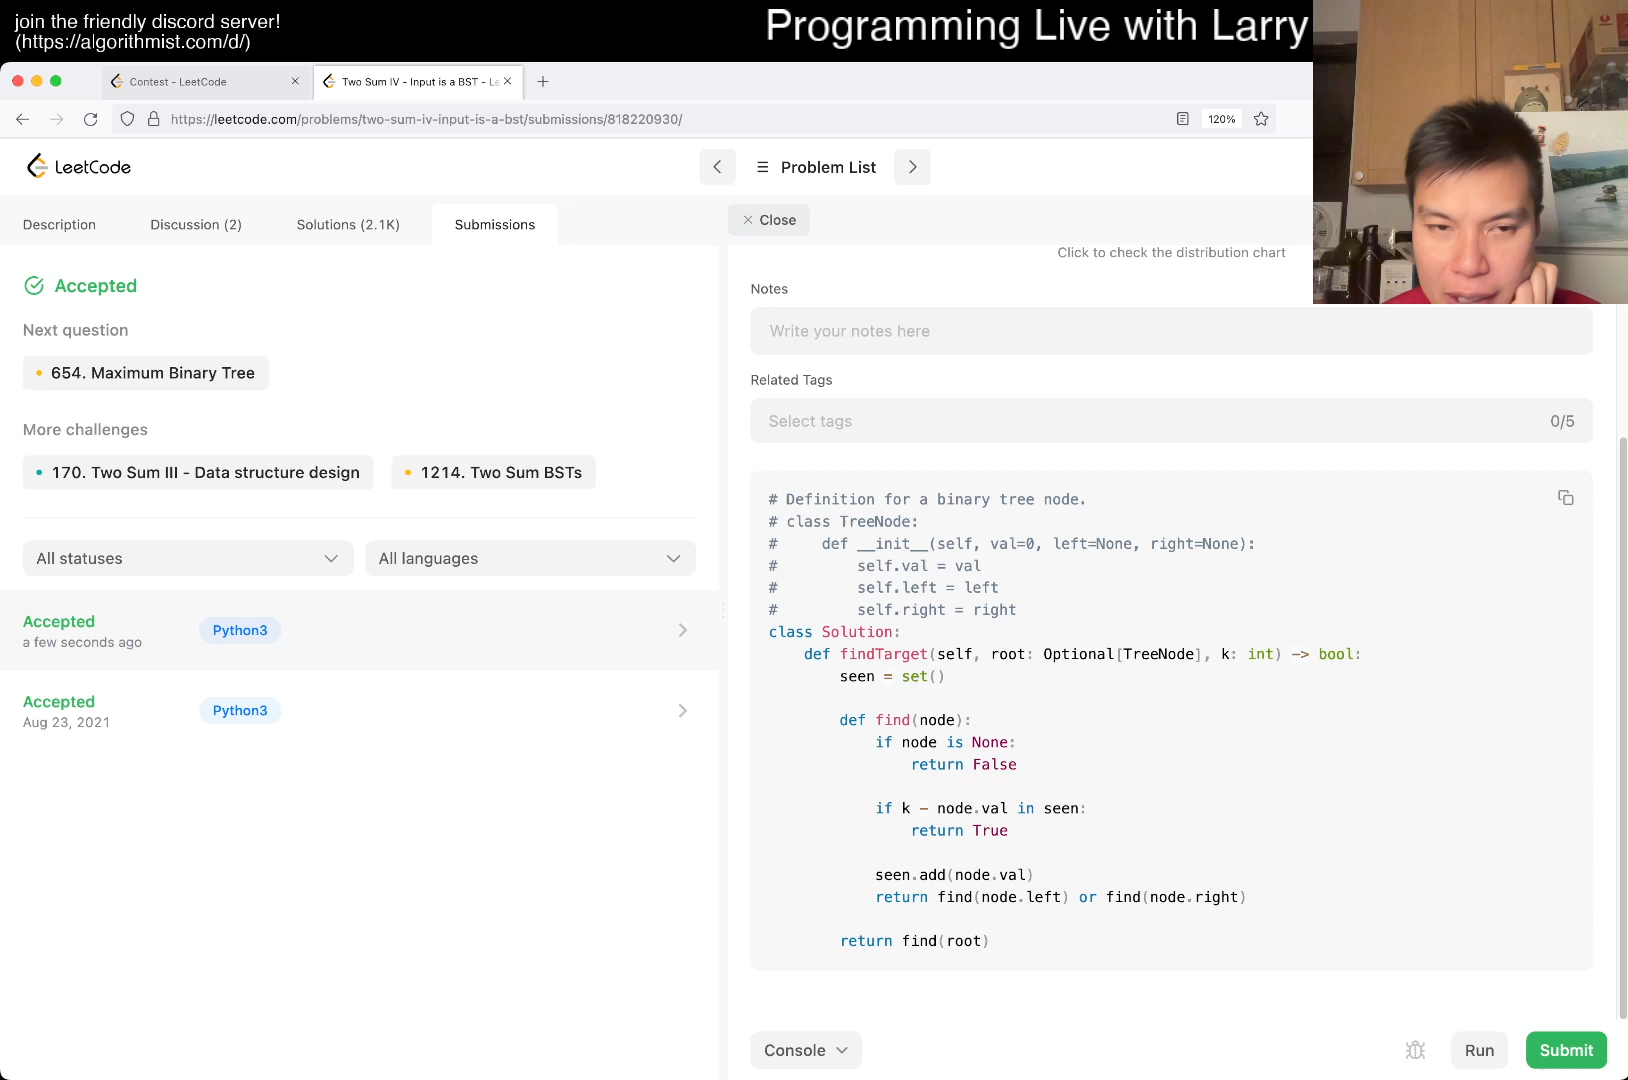 join the friendly discord server!
(https://algorithmist.com/d/)
Programming Live with Larry
Contest - LeetCode
Two Sum IV - Input is a BST - Le
https://leetcode.com/problems/two-sum-iv-input-is-a-bst/submissions/818220930/
120%
LeetCode
Problem List
Description
Discussion (2)
Solutions (2.1K)
Submissions
Close
Accepted
Next question
654. Maximum Binary Tree
More challenges
170. Two Sum III - Data structure design
1214. Two Sum BSTs
All statuses
All languages
Accepted
a few seconds ago
Python3
Accepted
Aug 23, 2021
Python3
Click to check the distribution chart
Notes
Write your notes here
Related Tags
Select tags
0/5
# Definition for a binary tree node.
# class TreeNode:
#     def __init__(self, val=0, left=None, right=None):
#         self.val = val
#         self.left = left
#         self.right = right
class Solution:
    def findTarget(self, root: Optional[TreeNode], k: int) -> bool:
        seen = set()
        def find(node):
            if node is None:
                return False
            if k - node.val in seen:
                return True
            seen.add(node.val)
            return find(node.left) or find(node.right)
        return find(root)
Console
Run
Submit